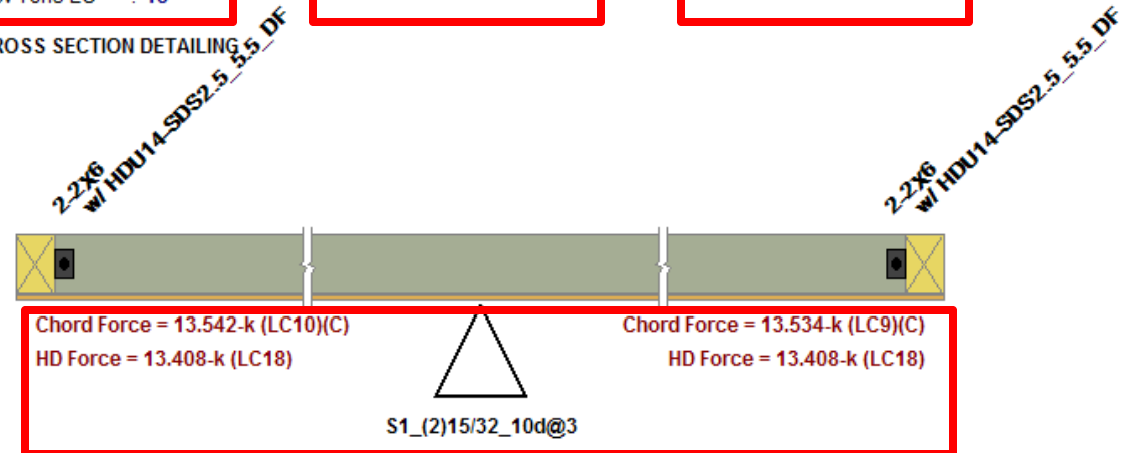 ROSS SECTION DETAILING
2-2X6
w/ HDU14-SDS2.5_5.5_DF
2-2X6
w/ HDU14-SDS2.5_5.5_DF
Chord Force = 13.542-k (LC10)(C)
HD Force = 13.408-k (LC18)
Chord Force = 13.534-k (LC9)(C)
HD Force = 13.408-k (LC18)
S1_(2)15/32_10d@3